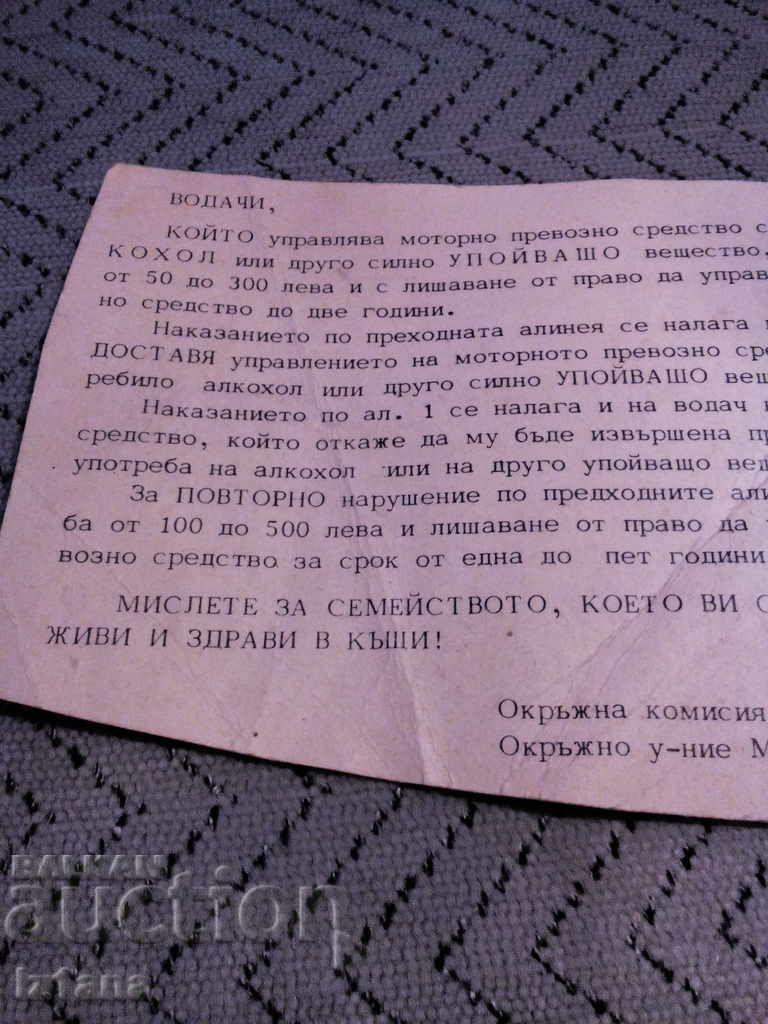 ВОДАЧИ,
КОЙТО управлява моторно превозно средство с
КОХОЛ или друго силно УПОЙВАЩО вещество,
от 50 до 300 лева и с лишаване от право да управ
но средство до две години.
Наказанието по преходната алинея се налага
ДОСТАВЯ управлението на моторното превозно сре
ребило алкохол или друго силно УПОЙВАЩО вещ
Наказанието по ал. 1 се налага и на водач
средство, който откаже да му бъде извършена пр
употреба на алкохол или на друго упойващо вещ
За ПОВТОРНО нарушение по предходните али
ба от 100 до 500 лева и лишаване от право да
возно средство за срок от една до пет години
МИСЛЕТЕ ЗА СЕМЕЙСТВОТО, КОЕТО ВИ О
ЖИВИ И ЗДРАВИ В КЪЩИ!
Окръжна комисия
Окръжно у-ние М
BALKAN
auction
Iztana